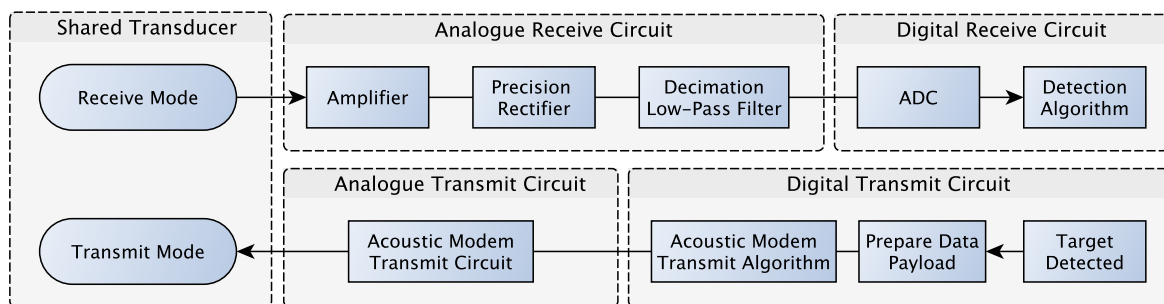 Shared Transducer
Analogue Receive Circuit
Digital Receive Circuit
Receive Mode
Amplifier
Precision
Rectifier
Decimation
Low-Pass Filter
ADC
Detection
Algorithm
Analogue Transmit Circuit
Digital Transmit Circuit
Transmit Mode
Acoustic Modem
Transmit Circuit
Acoustic Modem
Transmit Algorithm
Prepare Data
Payload
Target
Detected